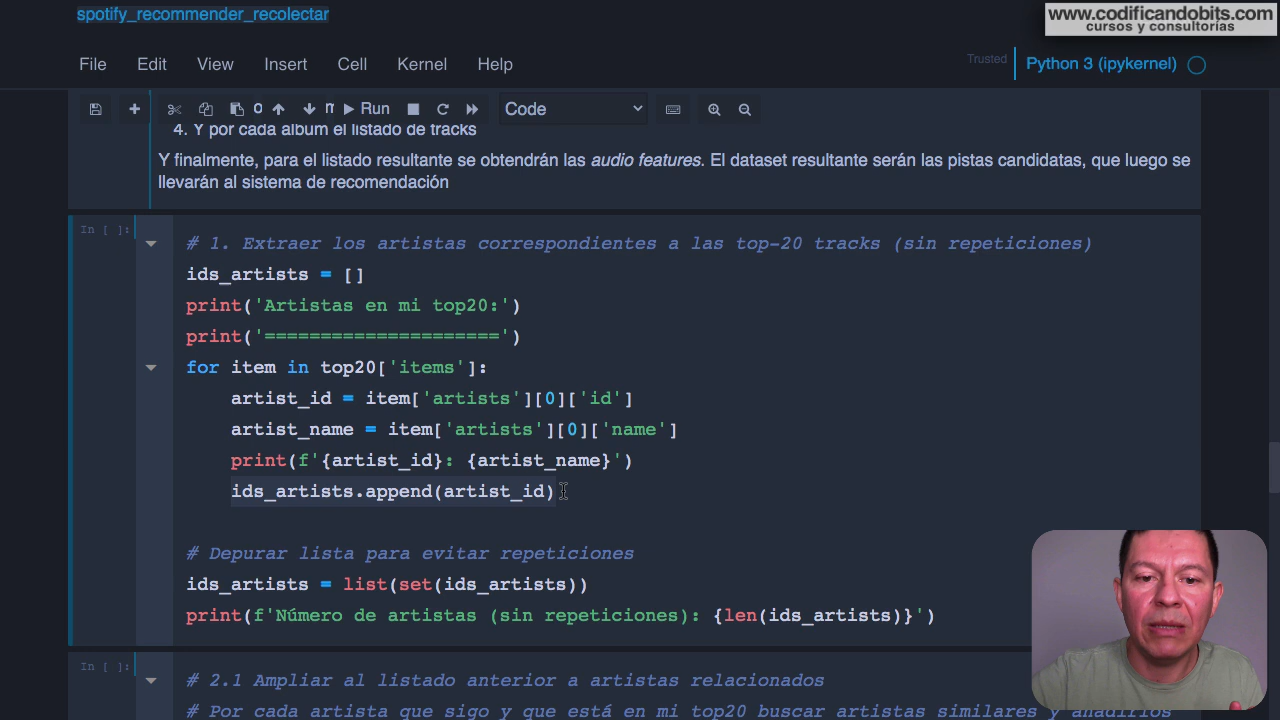 spotify_recommender_recolectar
www.codificandobits.com
cursos y consultorías
File Edit View Insert Cell Kernel Help
Trusted
Python 3 (ipykernel)
Run
Code
4. Y por cada album el listado de tracks
Y finalmente, para el listado resultante se obtendrán las audio features. El dataset resultante serán las pistas candidatas, que luego se
llevarán al sistema de recomendación
In [ ]:
# 1. Extraer los artistas correspondientes a las top-20 tracks (sin repeticiones)
ids_artists = []
print('Artistas en mi top20:')
print('=====================')
for item in top20['items']:
artist_id = item['artists'][0]['id']
artist_name = item['artists'][0]['name']
print(f'{artist_id}: {artist_name}')
ids_artists.append(artist_id)
# Depurar lista para evitar repeticiones
ids_artists = list(set(ids_artists))
print(f'Número de artistas (sin repeticiones): {len(ids_artists)}')
In [ ]:
# 2.1 Ampliar al listado anterior a artistas relacionados
# Por cada artista que sigo y que está en mi top20 buscar artistas similares y añadirlos